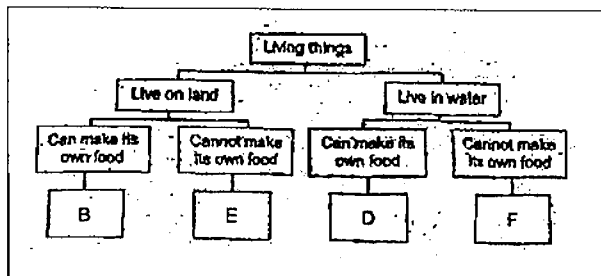 Living things
Live on land
Live in water
Can make its
own food
Cannot make
its own food
Can make its
own food
Cannot make
its own food
B
E
D
F